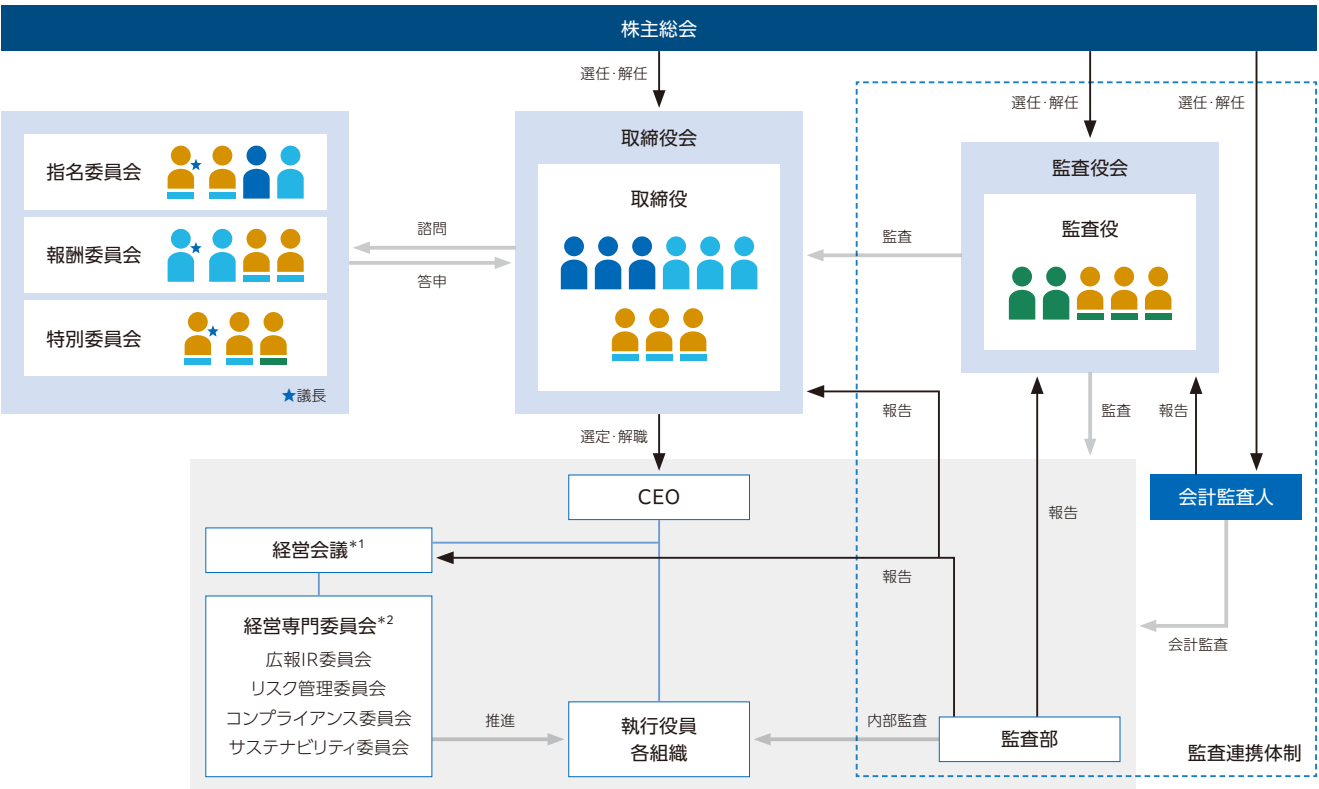 株主総会
選任·解任
選任·解任
選任·解任
指名委員会
報酬委員会
特別委員会
★議長
諮問
答申
取締役会
取締役
監査
監査役会
監査役
報告
監査
報告
選定·解職
CEO
会計監査人
報告
経営会議*1
報告
経営専門委員会*2
広報IR委員会
リスク管理委員会
コンプライアンス委員会
サステナビリティ委員会
推進
執行役員
各組織
内部監査
監査部
会計監査
監査連携体制